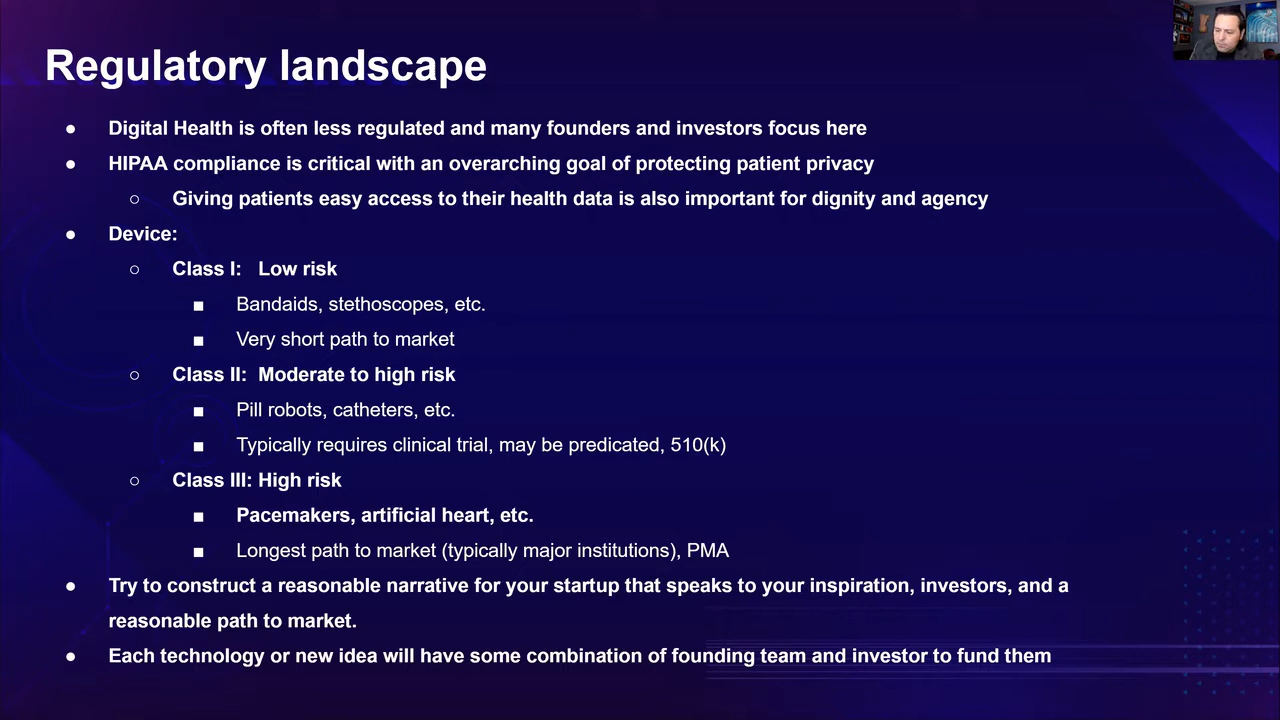 Regulatory landscape
● Digital Health is often less regulated and many founders and investors focus here
● HIPAA compliance is critical with an overarching goal of protecting patient privacy
○ Giving patients easy access to their health data is also important for dignity and agency
● Device:
○ Class I: Low risk
■ Bandaids, stethoscopes, etc.
■ Very short path to market
○ Class II: Moderate to high risk
■ Pill robots, catheters, etc.
■ Typically requires clinical trial, may be predicated, 510(k)
○ Class III: High risk
■ Pacemakers, artificial heart, etc.
■ Longest path to market (typically major institutions), PMA
● Try to construct a reasonable narrative for your startup that speaks to your inspiration, investors, and a
reasonable path to market.
● Each technology or new idea will have some combination of founding team and investor to fund them